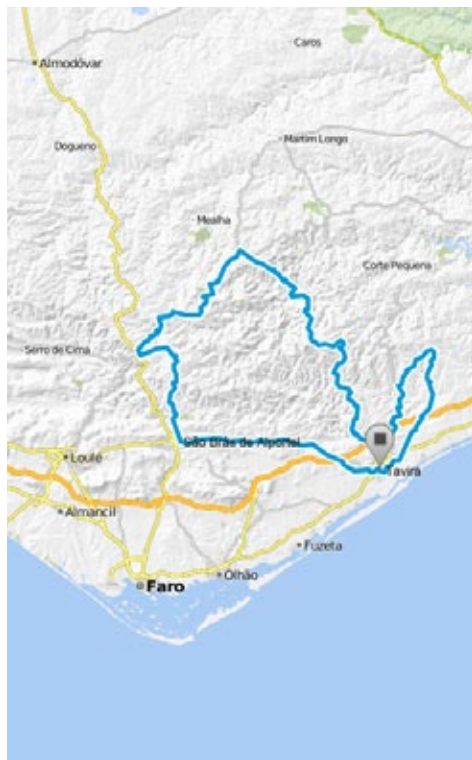 Caros
Almodôvar
Martim Longo
Dogueno
Mealha
Corte Pequena
Serro de Cima
São Brás de Alportel
Loulé
Tavira
Almancil
Fuzeta
Olhão
Faro